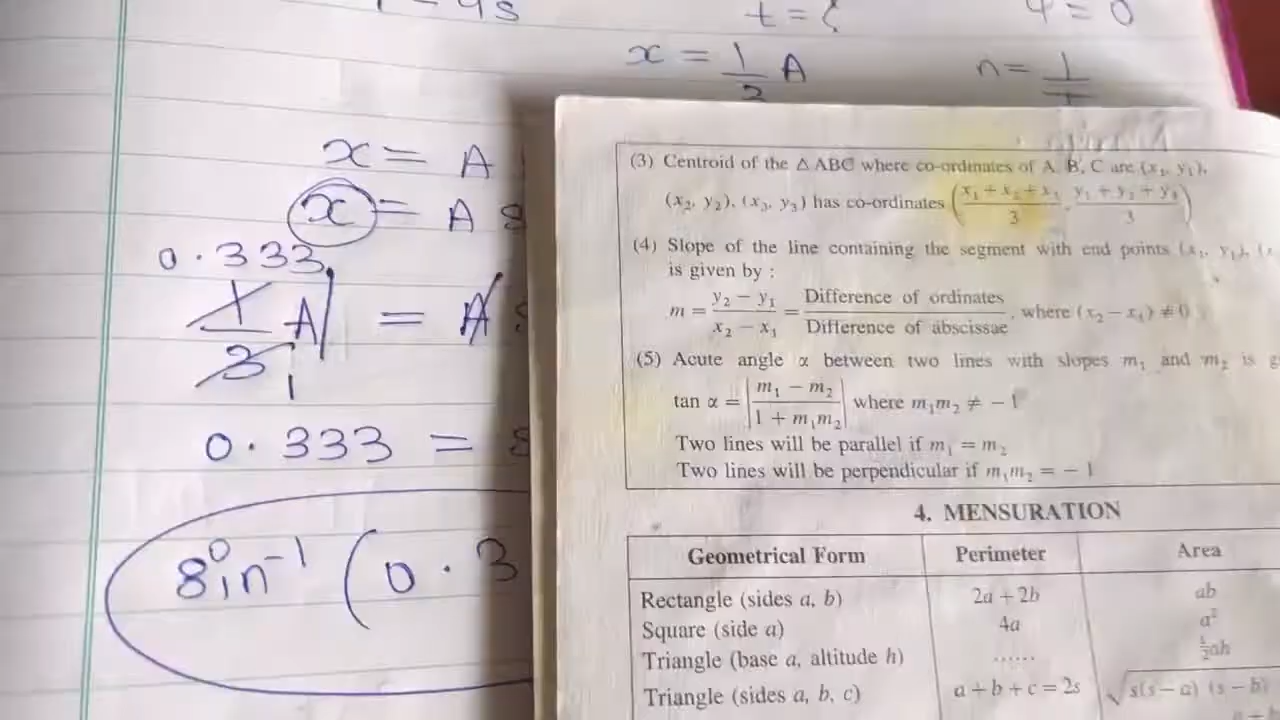 t = ?
x = 1/3 A
n = 1/T
x = A
x = A s
0.333
1/3 A = A s
1
0.333 = s
sin⁻¹ (0.3
(3) Centroid of the △ ABC where co-ordinates of A, B, C are (x₁, y₁),
(x₂, y₂), (x₃, y₃) has co-ordinates ((x₁ + x₂ + x₃)/3, (y₁ + y₂ + y₃)/3)
(4) Slope of the line containing the segment with end points (x₁, y₁), (x
is given by :
m = (y₂ − y₁)/(x₂ − x₁) = Difference of ordinates/Difference of abscissae, where (x₂ − x₁) ≠ 0
(5) Acute angle α between two lines with slopes m₁ and m₂ is g
tan α = |(m₁ − m₂)/(1 + m₁m₂)| where m₁m₂ ≠ − 1
Two lines will be parallel if m₁ = m₂
Two lines will be perpendicular if m₁m₂ = − 1
4. MENSURATION
Geometrical Form Perimeter Area
Rectangle (sides a, b) 2a + 2b ab
Square (side a) 4a a²
Triangle (base a, altitude h) ...... ½ah
Triangle (sides a, b, c) a + b + c = 2s √s(s − a) (s − b)